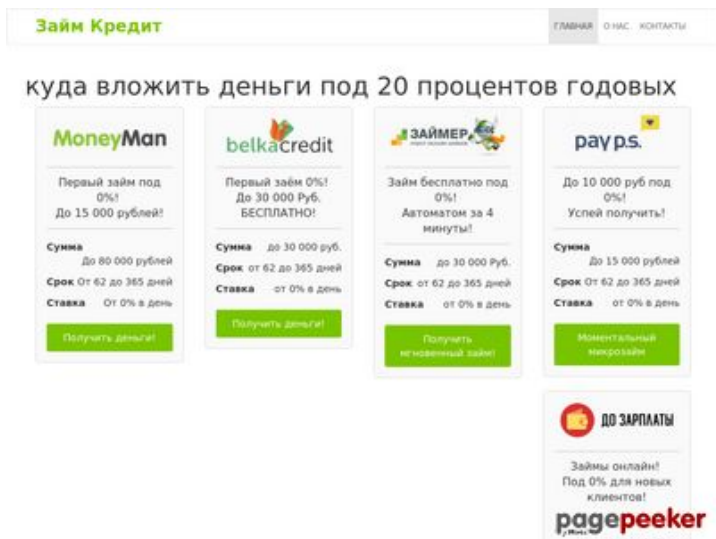 Займ Кредит
ГЛАВНАЯ О НАС. КОНТАКТЫ
куда вложить деньги под 20 процентов годовых
MoneyMan
Первый займ под
0%!
До 15 000 рублей!
Сумма
До 80 000 рублей
Срок От 62 до 365 дней
Ставка От 0% в день
Получить деньги!
belkacredit
Первый заём 0%!
До 30 000 Руб.
БЕСПЛАТНО!
Сумма до 30 000 руб.
Срок от 62 до 365 дней
Ставка от 0% в день
Получить деньги!
ЗАЙМЕР
Займ бесплатно под
0%!
Автоматом за 4
минуты!
Сумма до 30 000 Руб.
Срок от 62 до 365 дней
Ставка от 0% в день
Получить
мгновенный займ!
pay p.s.
До 10 000 руб под
0%!
Успей получить!
Сумма
До 15 000 рублей
Срок От 62 до 365 дней
Ставка от 0% в день
Моментальный
микрозайм
ДО ЗАРПЛАТЫ
Займы онлайн!
Под 0% для новых
клиентов!
pagepeeker